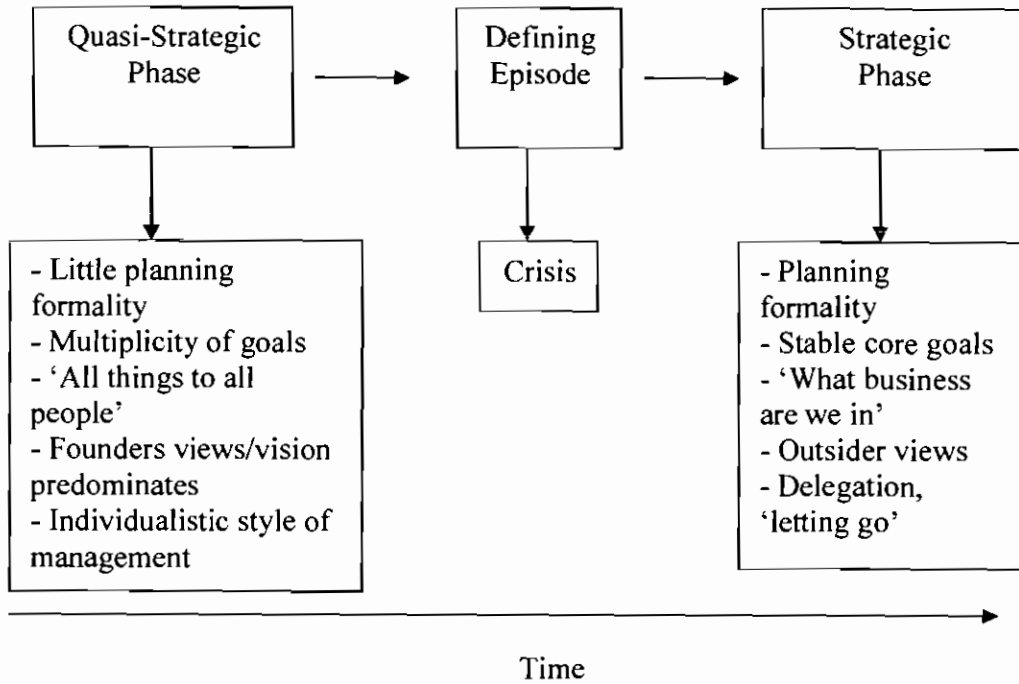 Quasi-Strategic
Phase
Defining
Episode
Strategic
Phase
- Little planning
formality
- Multiplicity of goals
- ‘All things to all
people’
- Founders views/vision
predominates
- Individualistic style of
management
Crisis
- Planning
formality
- Stable core goals
- ‘What business
are we in’
- Outsider views
- Delegation,
‘letting go’
Time